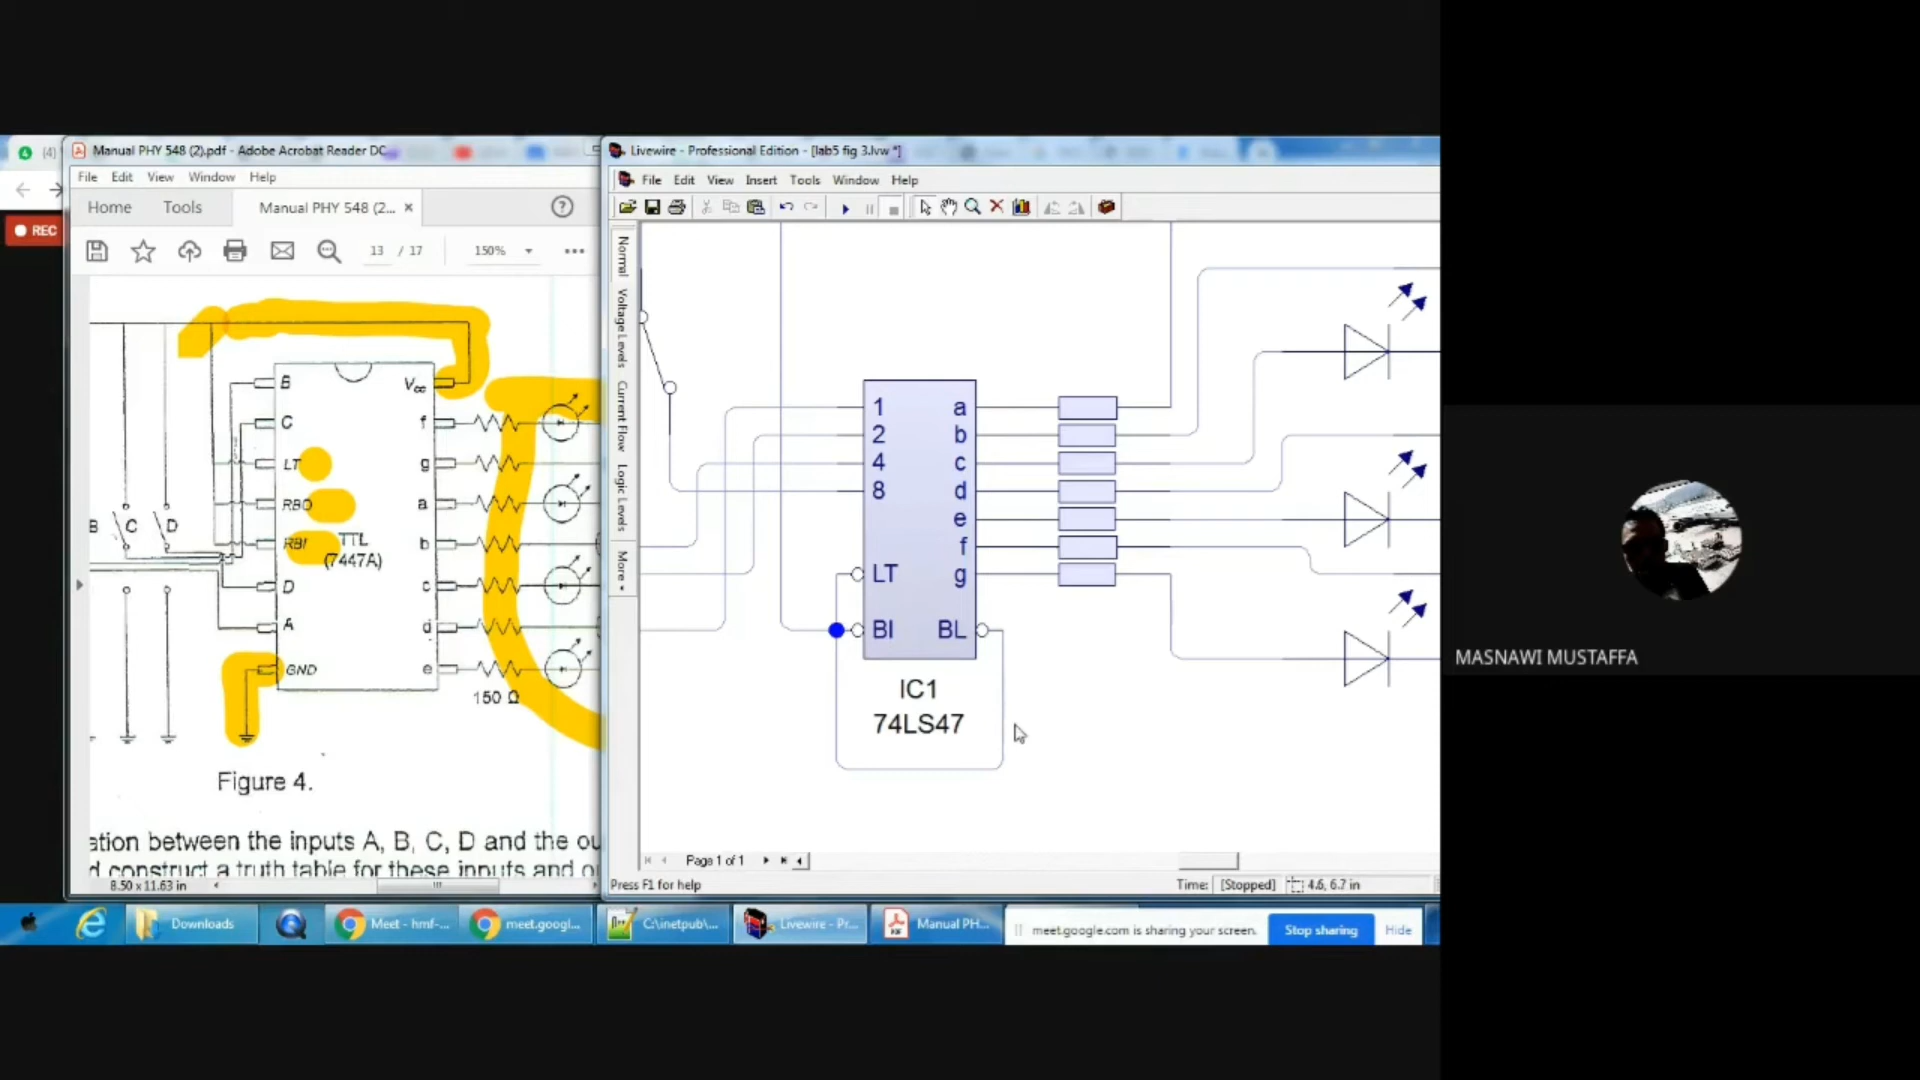 (4)
REC
Manual PHY 548 (2).pdf - Adobe Acrobat Reader DC
File Edit View Window Help
Home Tools Manual PHY 548 (2... ×
13 / 17 150%
B Vcc
C f
LT g
RBO a
RBI TTL b
(7447A)
B C D
D c
A d
GND e
150 Ω
Figure 4.
ation between the inputs A, B, C, D and the ou
d construct a truth table for these inputs and o
8.50 x 11.63 in
Livewire - Professional Edition - [lab5 fig 3.lvw *]
File Edit View Insert Tools Window Help
Normal
Voltage Levels
Current Flow
Logic Levels
More
1 a
2 b
4 c
8 d
e
f
LT g
BI BL
IC1
74LS47
Page 1 of 1
Press F1 for help
Time: [Stopped] 4.6, 6.7 in
Downloads
Meet - hmf-...
meet.googl...
C:\inetpub\...
Livewire - Pr...
Manual PH...
meet.google.com is sharing your screen. Stop sharing Hide
MASNAWI MUSTAFFA